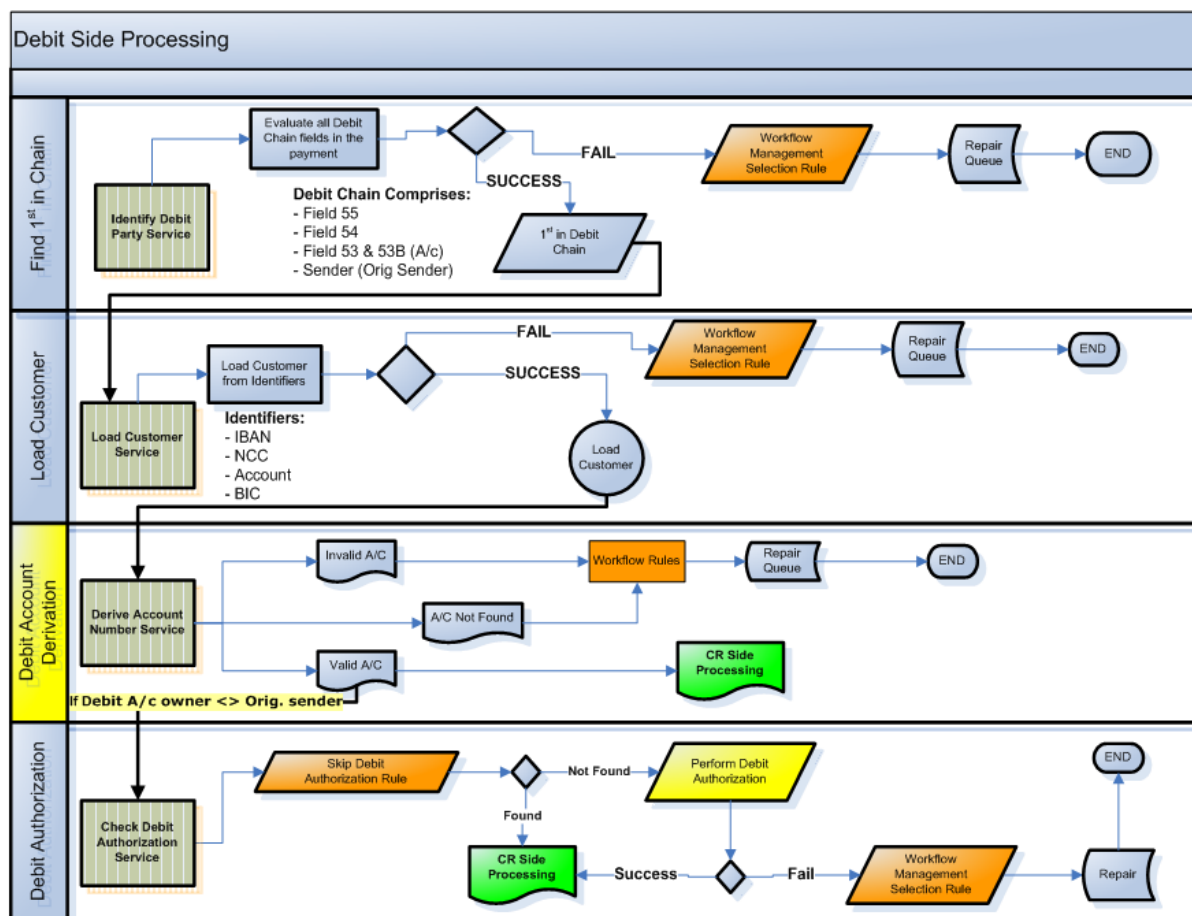 Debit Side Processing
Find 1st in Chain
Identify Debit
Party Service
Evaluate all Debit
Chain fields in the
payment
FAIL
SUCCESS
Workflow
Management
Selection Rule
Repair
Queue
END
Debit Chain Comprises:
- Field 55
- Field 54
- Field 53 & 53B (A/c)
- Sender (Orig Sender)
1st in Debit
Chain
Load Customer
Load Customer
Service
Load Customer
from Identifiers
FAIL
SUCCESS
Workflow
Management
Selection Rule
Repair
Queue
END
Identifiers:
- IBAN
- NCC
- Account
- BIC
Load
Customer
Debit Account
Derivation
Derive Account
Number Service
Invalid A/C
Workflow Rules
Repair
Queue
END
A/C Not Found
Valid A/C
CR Side
Processing
If Debit A/c owner <> Orig. sender
Debit Authorization
Check Debit
Authorization
Service
Skip Debit
Authorization Rule
Not Found
Found
Perform Debit
Authorization
CR Side
Processing
Success
Fail
Workflow
Management
Selection Rule
Repair
END